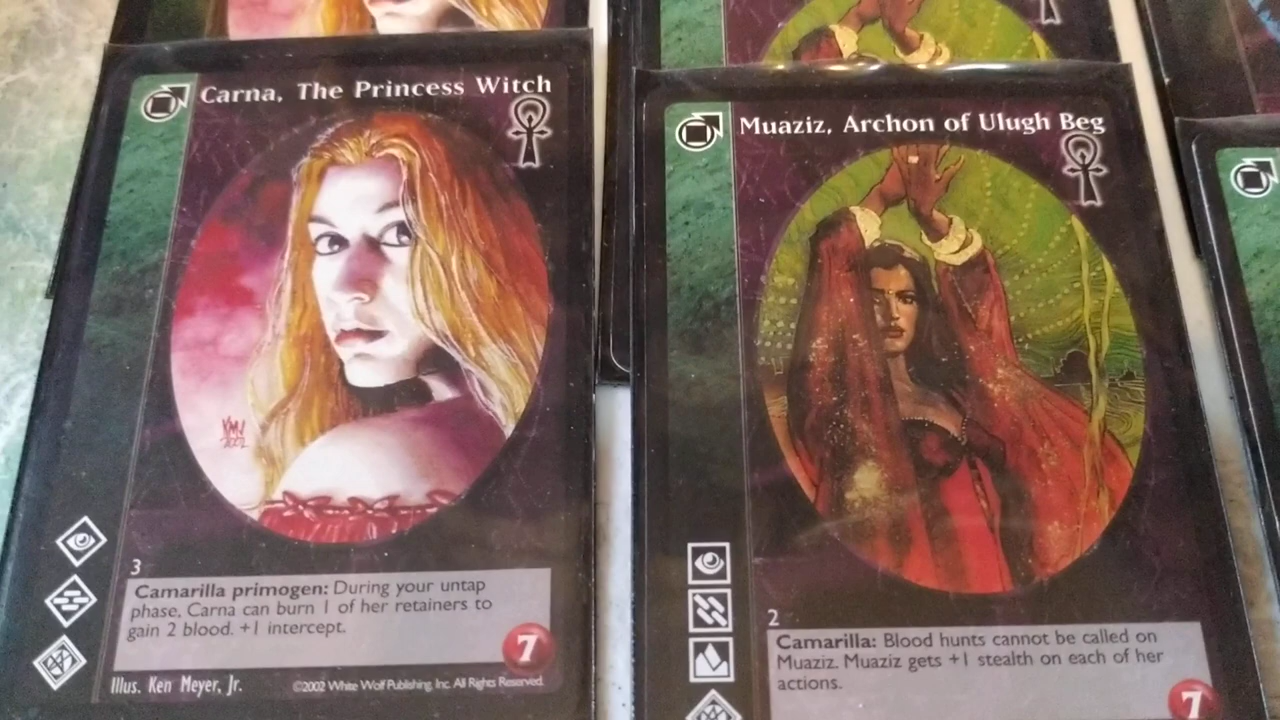 Carna, The Princess Witch
KMJ
2002
3
Camarilla primogen: During your untap
phase, Carna can burn 1 of her retainers to
gain 2 blood. +1 intercept.
7
Illus. Ken Meyer, Jr.
©2002 White Wolf Publishing, Inc. All Rights Reserved.
Muaziz, Archon of Ulugh Beg
2
Camarilla: Blood hunts cannot be called on
Muaziz. Muaziz gets +1 stealth on each of her
actions.
7